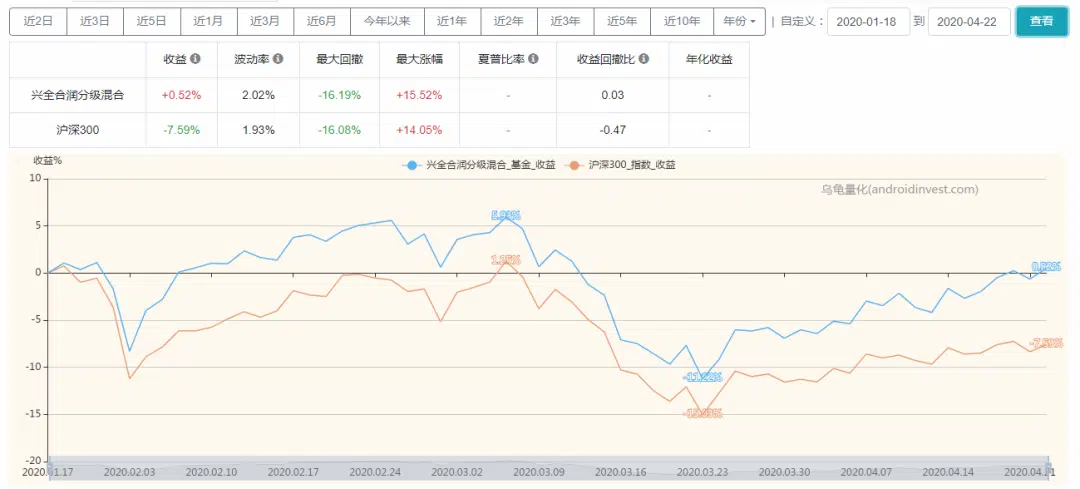 近2日 近3日 近5日 近1月 近3月 近6月 今年以来 近1年 近2年 近3年 近5年 近10年 年份 | 自定义： 2020-01-18 到 2020-04-22 查看
收益 波动率 最大回撤 最大涨幅 夏普比率 收益回撤比 年化收益
兴全合润分级混合 +0.52% 2.02% -16.19% +15.52% - 0.03 -
沪深300 -7.59% 1.93% -16.08% +14.05% - -0.47 -
收益% 兴全合润分级混合_基金_收益 沪深300_指数_收益
乌龟量化(androidinvest.com)
10
5.93%
5
1.25%
0.52%
0
-5
-7.59%
-10
-11.22%
-15
-20
2020.01.17 2020.02.03 2020.02.10 2020.02.17 2020.02.24 2020.03.02 2020.03.09 2020.03.16 2020.03.23 2020.03.30 2020.04.07 2020.04.14